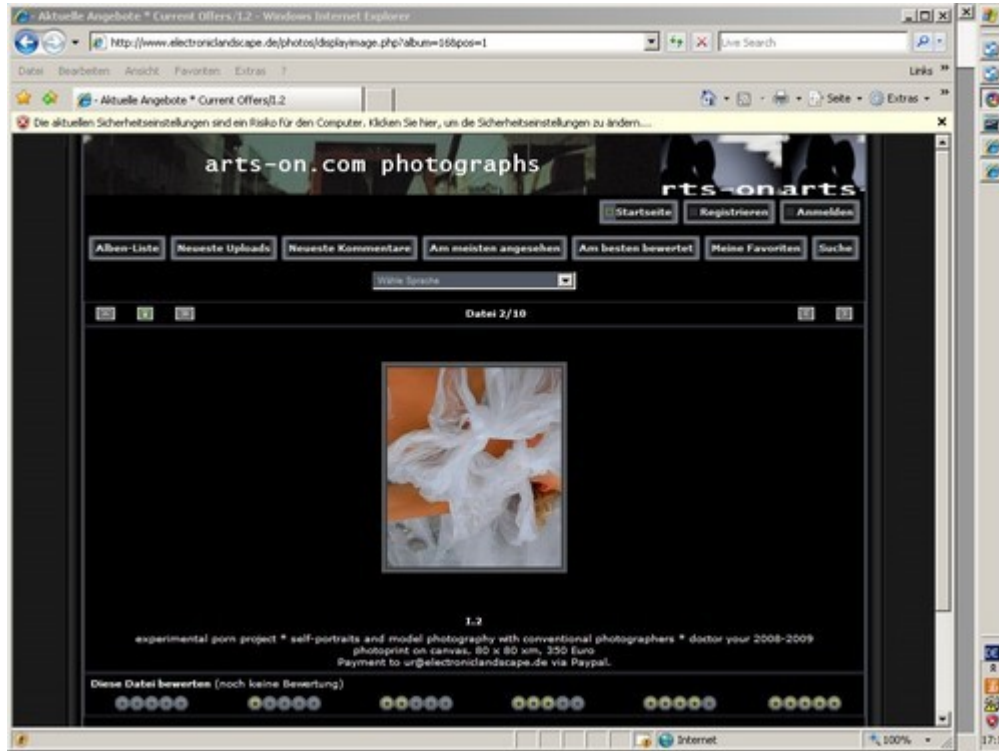 - Aktuelle Angebote * Current Offers/I.2 - Windows Internet Explorer
http://www.electroniclandscape.de/photos/displayimage.php?album=16&pos=1
Live Search
Datei Bearbeiten Ansicht Favoriten Extras ?
Links »
- Aktuelle Angebote * Current Offers/I.2
Seite
Extras
Die aktuellen Sicherheitseinstellungen sind ein Risiko für den Computer. Klicken Sie hier, um die Sicherheitseinstellungen zu ändern....
arts-on.com photographs
rts-onarts-
Startseite Registrieren Anmelden
Alben-Liste Neueste Uploads Neueste Kommentare Am meisten angesehen Am besten bewertet Meine Favoriten Suche
Wähle Sprache
Datei 2/10
I.2
experimental porn project * self-portraits and model photography with conventional photographers * doctor your 2008-2009
photoprint on canvas, 80 x 80 xm, 350 Euro
Payment to ur@electroniclandscape.de via Paypal.
Diese Datei bewerten (noch keine Bewertung)
Internet
100%
DE